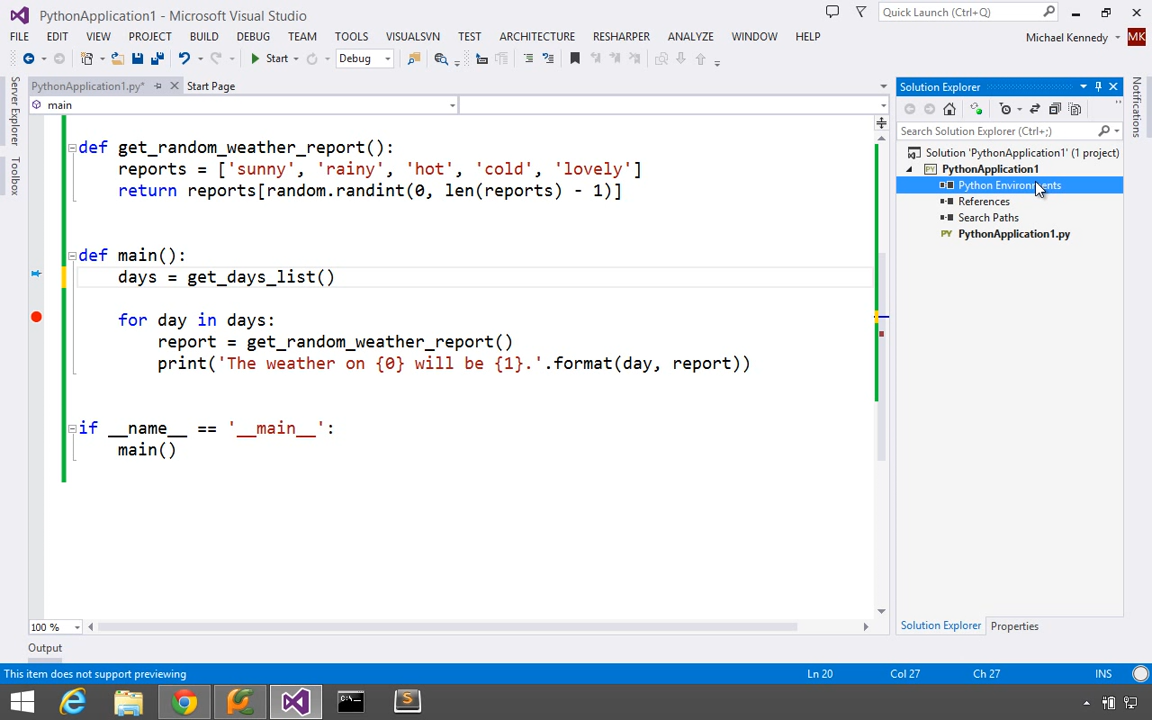 PythonApplication1 - Microsoft Visual Studio
Quick Launch (Ctrl+Q)
FILE EDIT VIEW PROJECT BUILD DEBUG TEAM TOOLS VISUALSVN TEST ARCHITECTURE RESHARPER ANALYZE WINDOW HELP
Michael Kennedy MK
Start Debug
Server Explorer
Toolbox
PythonApplication1.py* Start Page
main
def get_random_weather_report():
reports = ['sunny', 'rainy', 'hot', 'cold', 'lovely']
return reports[random.randint(0, len(reports) - 1)]
def main():
days = get_days_list()
for day in days:
report = get_random_weather_report()
print('The weather on {0} will be {1}.'.format(day, report))
if __name__ == '__main__':
main()
100 %
Output
Solution Explorer
Search Solution Explorer (Ctrl+;)
Solution 'PythonApplication1' (1 project)
PythonApplication1
Python Environments
References
Search Paths
PY PythonApplication1.py
Solution Explorer Properties
Notifications
This item does not support previewing
Ln 20 Col 27 Ch 27 INS